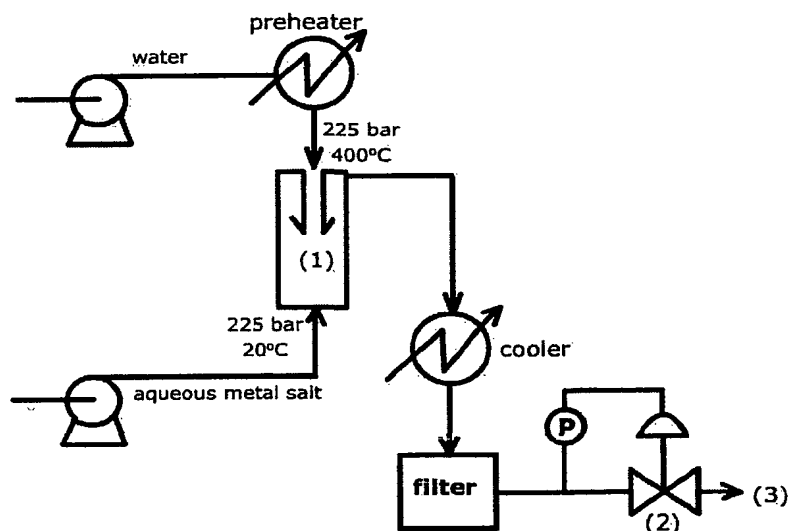 preheater
water
225 bar
400ºC
(1)
225 bar
20ºC
aqueous metal salt
cooler
P
filter
(2)
(3)